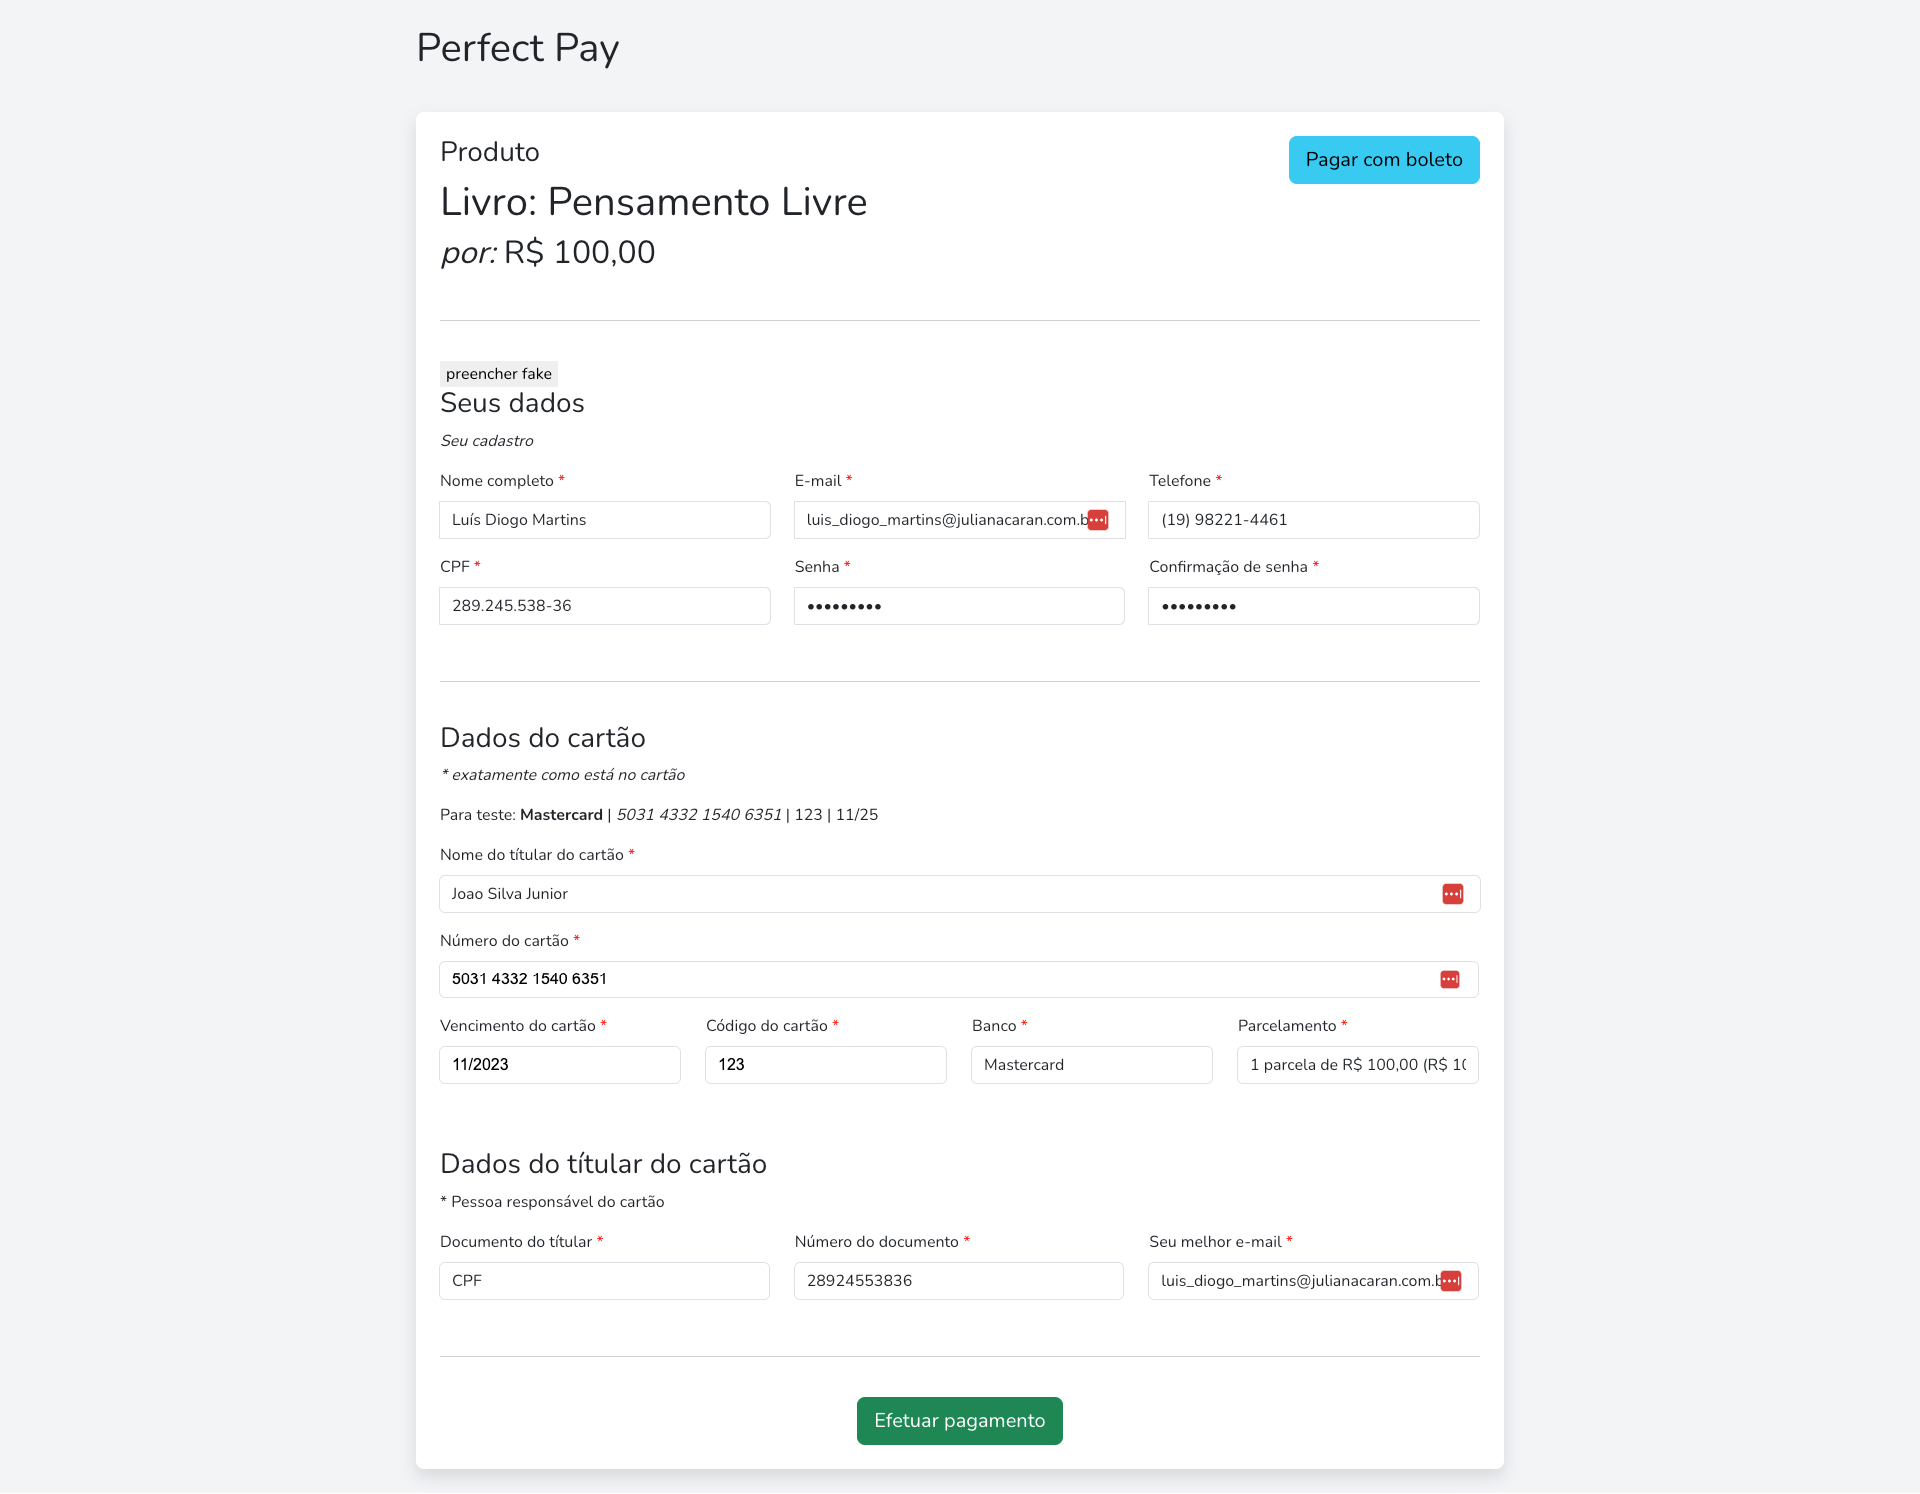 Perfect Pay
Produto
Pagar com boleto
Livro: Pensamento Livre
por: R$ 100,00
preencher fake
Seus dados
Seu cadastro
Nome completo * E-mail * Telefone *
Luís Diogo Martins luis_diogo_martins@julianacaran.com.b (19) 98221-4461
CPF * Senha * Confirmação de senha *
289.245.538-36 ••••••••• •••••••••
Dados do cartão
* exatamente como está no cartão
Para teste: Mastercard | 5031 4332 1540 6351 | 123 | 11/25
Nome do títular do cartão *
Joao Silva Junior
Número do cartão *
5031 4332 1540 6351
Vencimento do cartão * Código do cartão * Banco * Parcelamento *
11/2023 123 Mastercard 1 parcela de R$ 100,00 (R$ 10
Dados do títular do cartão
* Pessoa responsável do cartão
Documento do títular * Número do documento * Seu melhor e-mail *
CPF 28924553836 luis_diogo_martins@julianacaran.com.b
Efetuar pagamento